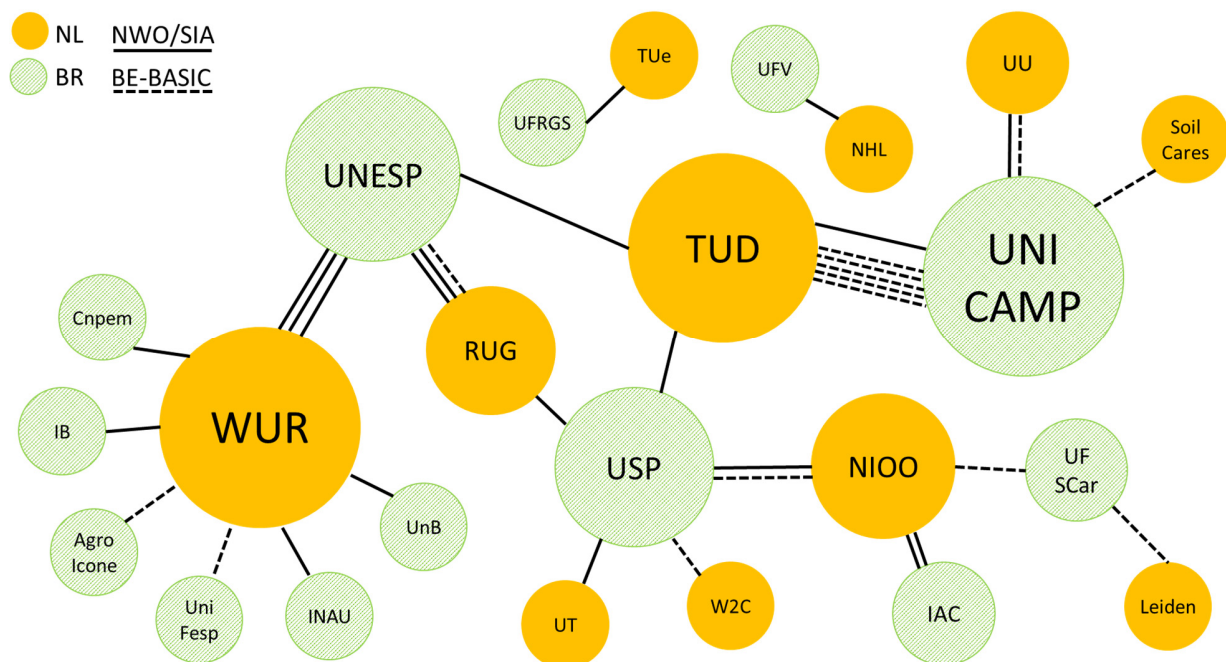 NL NWO/SIA
BR BE-BASIC
TUe
UFV
UU
UFRGS
NHL
Soil
Cares
UNESP
TUD
UNI
CAMP
Cnpem
RUG
WUR
IB
USP
NIOO
UF
SCar
UnB
Agro
Icone
Uni
Fesp
INAU
UT
W2C
IAC
Leiden